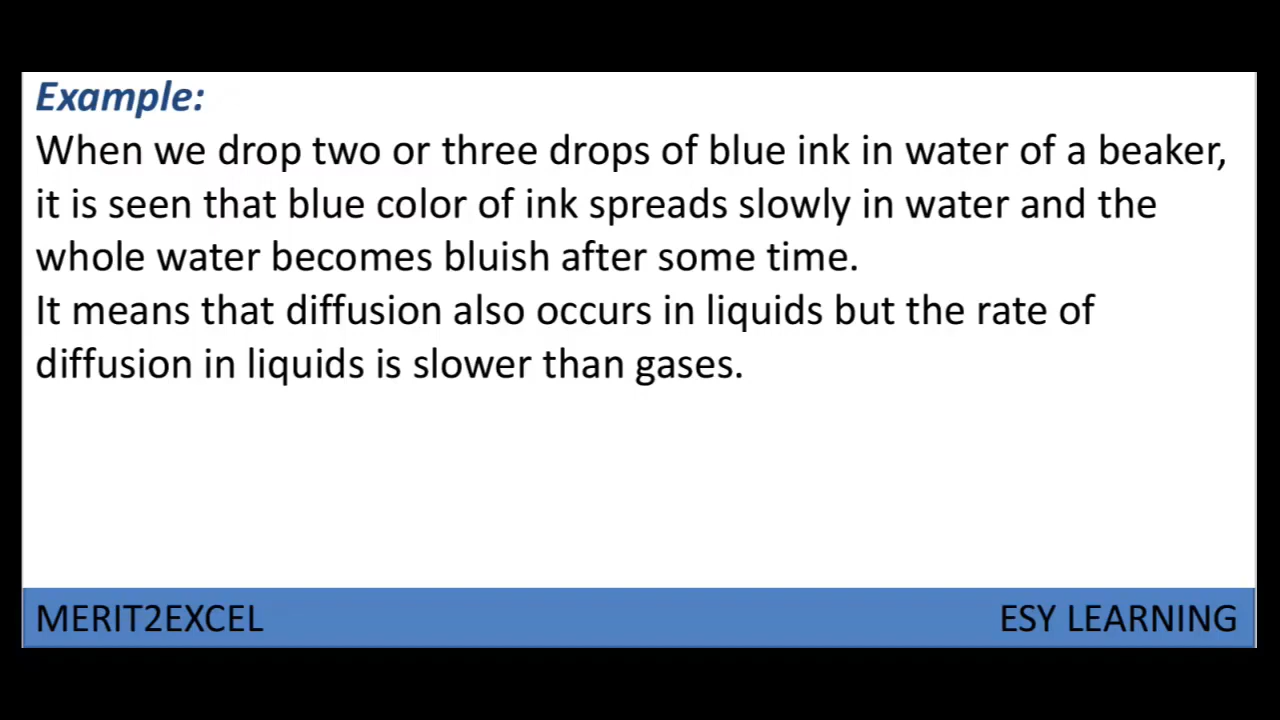 Example:
When we drop two or three drops of blue ink in water of a beaker,
it is seen that blue color of ink spreads slowly in water and the
whole water becomes bluish after some time.
It means that diffusion also occurs in liquids but the rate of
diffusion in liquids is slower than gases.
MERIT2EXCEL
ESY LEARNING